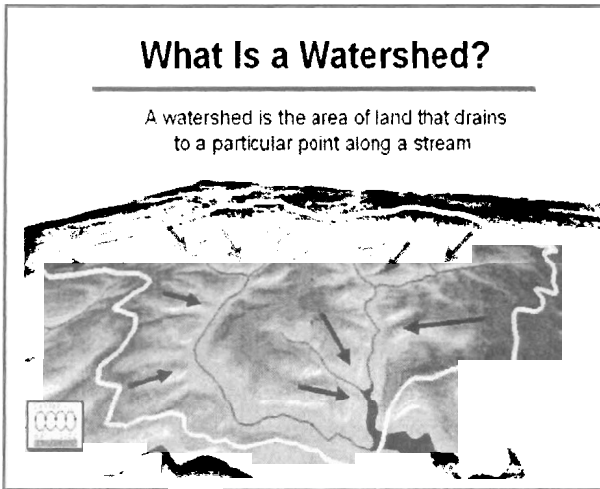 What Is a Watershed?
A watershed is the area of land that drains
to a particular point along a stream